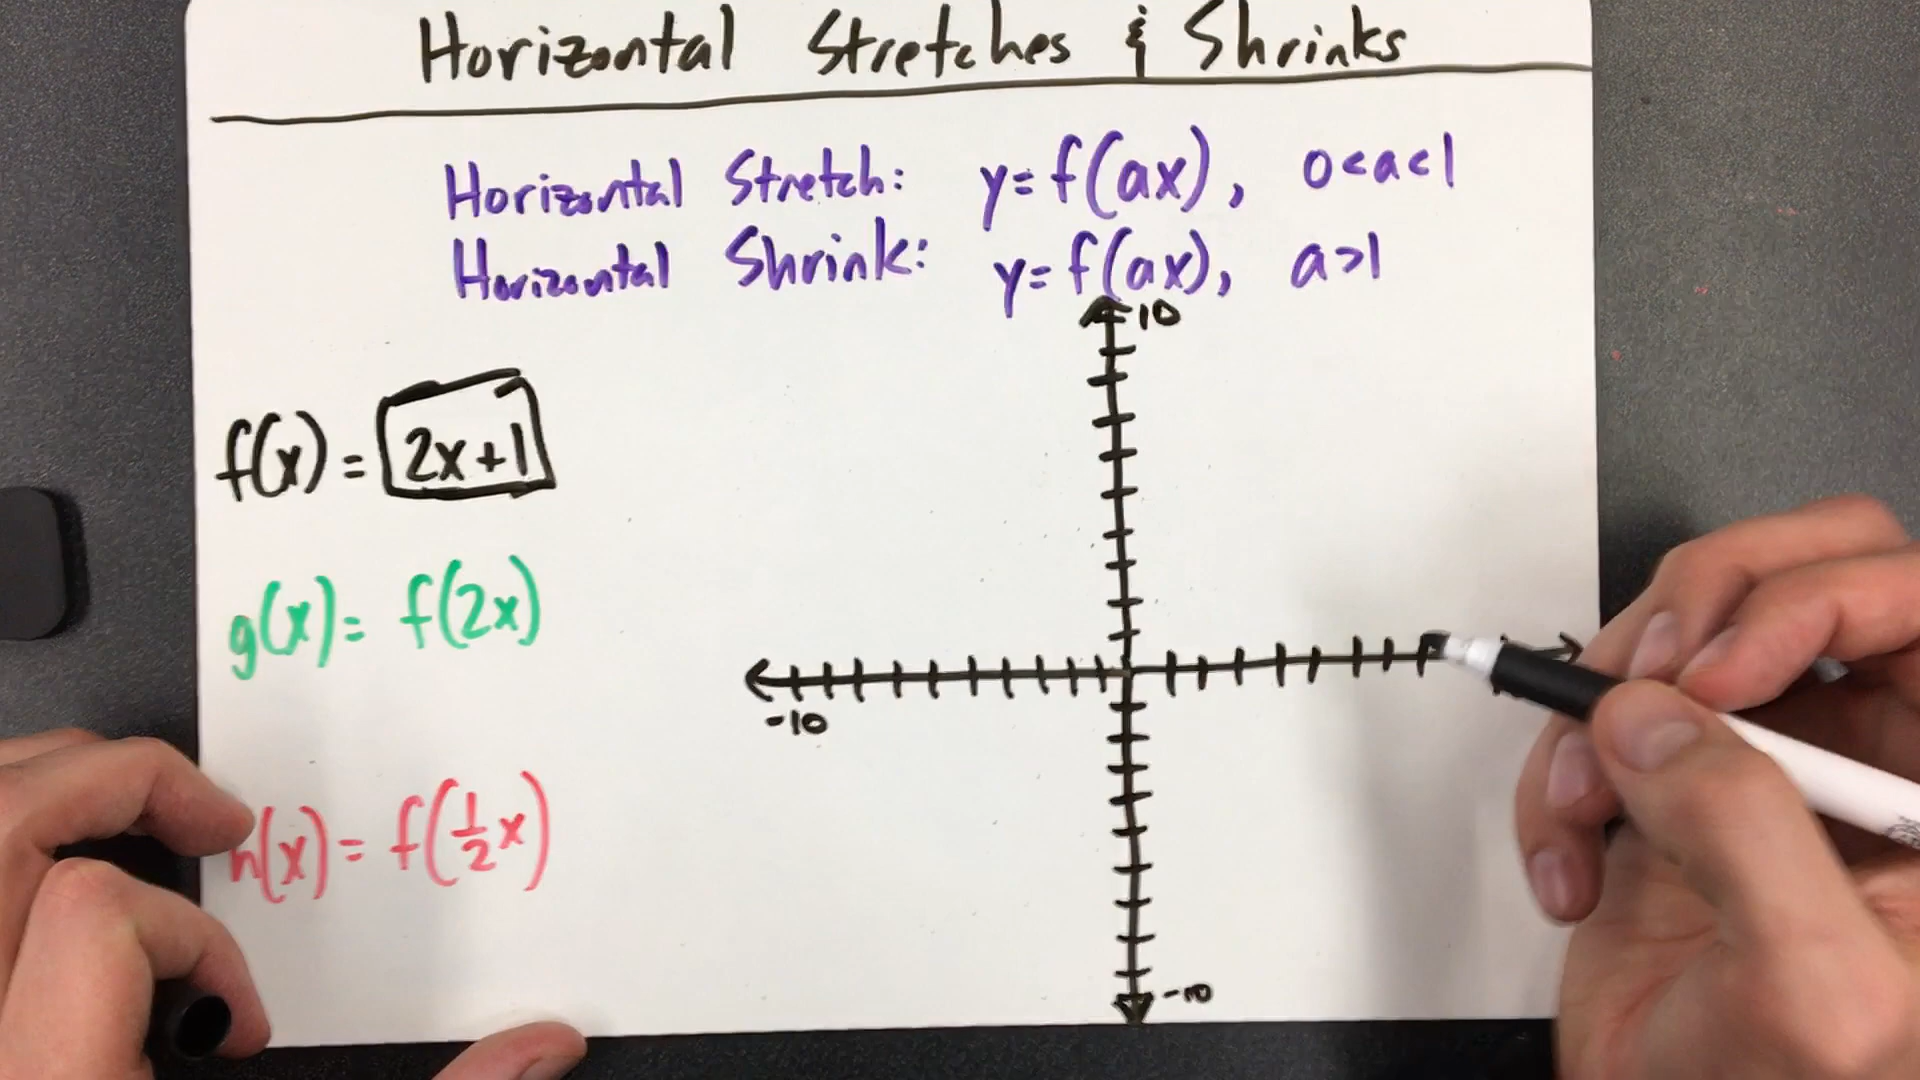 Horizontal Stretches & Shrinks
Horizontal Stretch: y=f(ax), 0<a<1
Horizontal Shrink: y=f(ax), a>1
10
f(x) = 2x+1
g(x) = f(2x)
-10
h(x) = f(1/2x)
-10